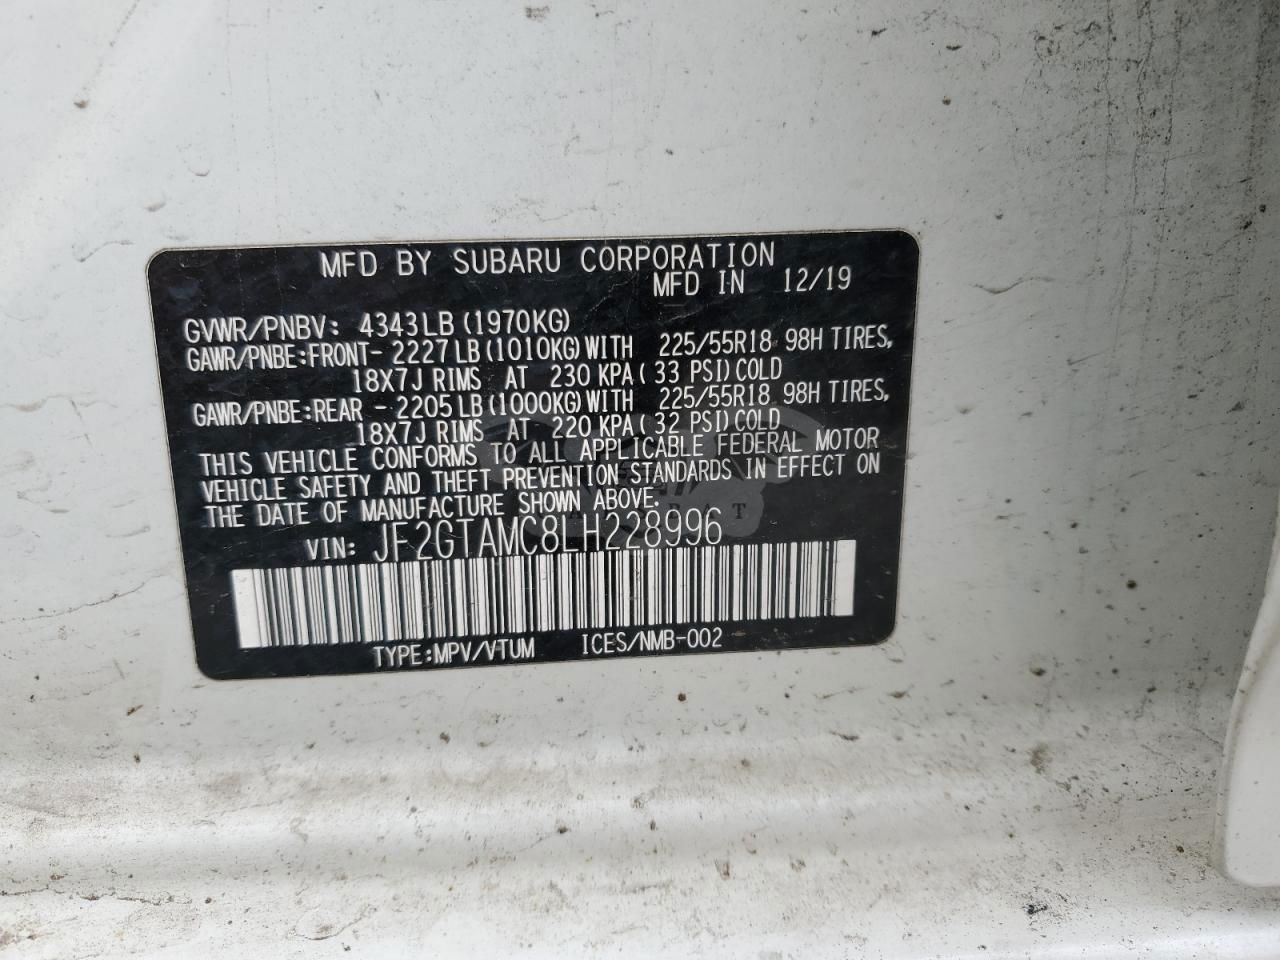 MFD BY SUBARU CORPORATION
MFD IN 12/19
GVWR/PNBV: 4343LB (1970KG)
GAWR/PNBE:FRONT- 2227LB (1010KG) WITH 225/55R18 98H TIRES,
18X7J RIMS AT 230 KPA ( 33 PSI) COLD
GAWR/PNBE:REAR - 2205LB (1000KG) WITH 225/55R18 98H TIRES,
18X7J RIMS AT 220 KPA ( 32 PSI) COLD
THIS VEHICLE CONFORMS TO ALL APPLICABLE FEDERAL MOTOR
VEHICLE SAFETY AND THEFT PREVENTION STANDARDS IN EFFECT ON
THE DATE OF MANUFACTURE SHOWN ABOVE.
VIN: JF2GTAMC8LH228996
TYPE:MPV/VTUM ICES/NMB-002